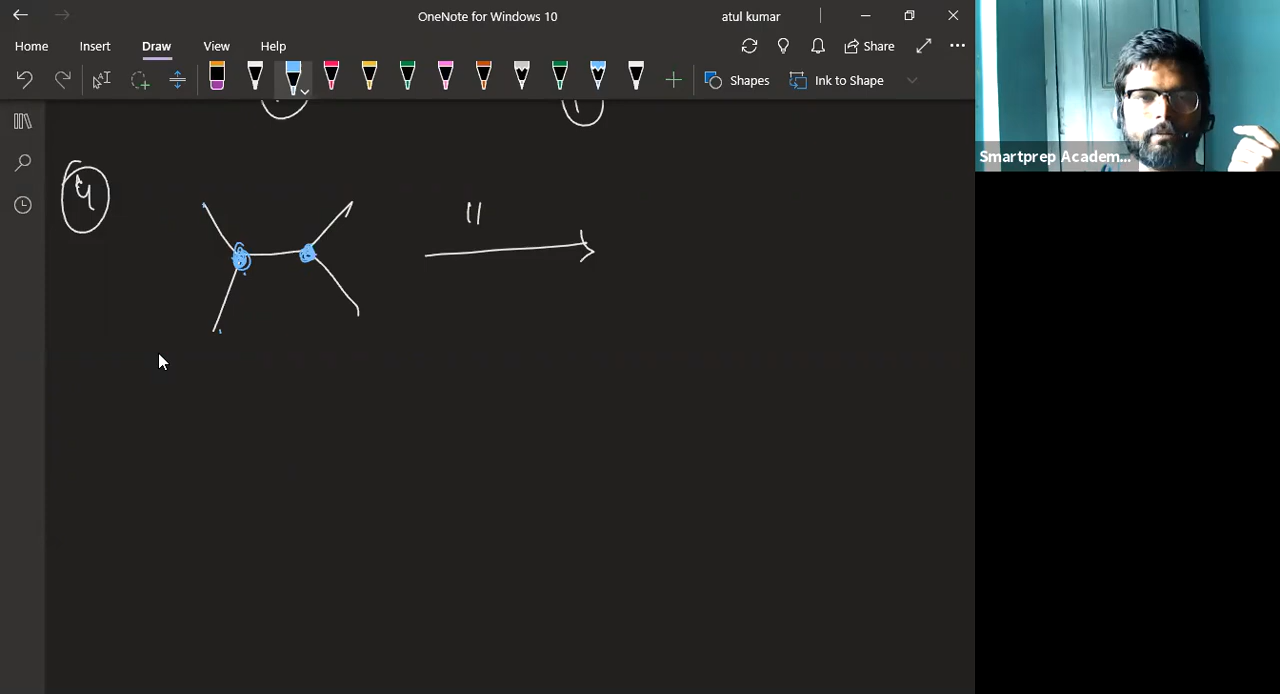 OneNote for Windows 10
atul kumar
Home Insert Draw View Help
Share
Shapes
Ink to Shape
Smartprep Academ...
4
"